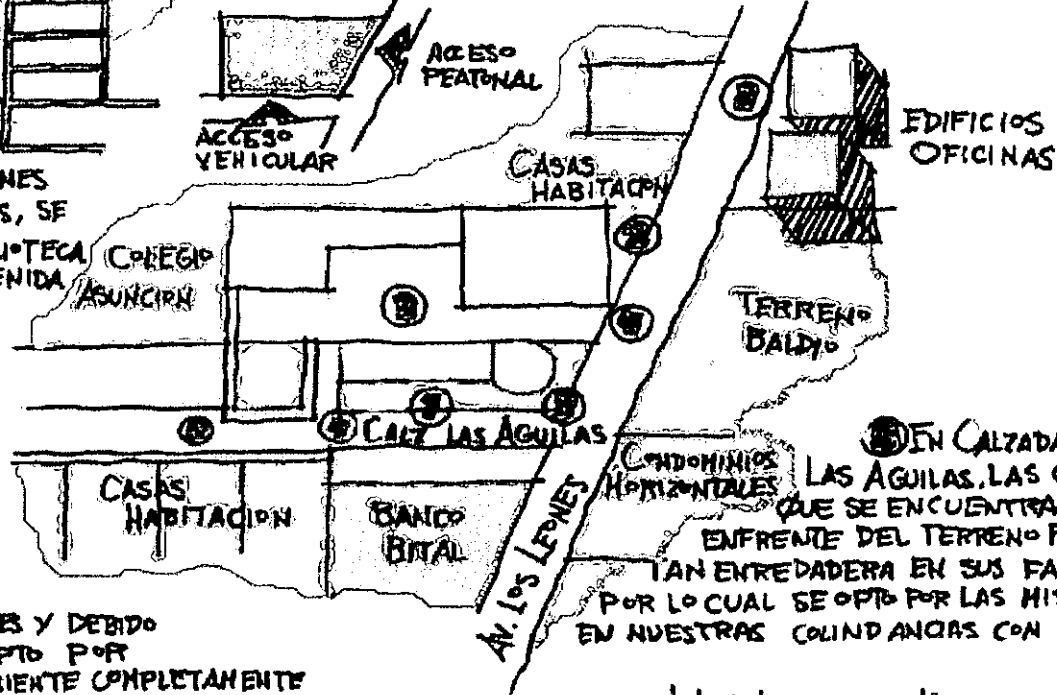 ACCESO
PEATONAL
ACCESO
VEHICULAR
EDIFICIOS
OFICINAS
CASAS
HABITACION
NES
S, SE
IOTECA
ENIDA
COLEGIO
ASUNCION
TERRENO
BALDIO
CALZ LAS AGUILAS
CONDOMINIOS
HORIZONTALES
CASAS
HABITACION
BANCO
BITAL
AV. LOS LEONES
EN CALZADA
LAS AGUILAS. LAS C
QUE SE ENCUENTRA
ENFRENTE DEL TERRENO P
TAN ENREDADERA EN SUS FA
POR LO CUAL SE OPTO POR LAS MIS
EN NUESTRAS COLINDANCIAS CON
ES Y DEBIDO
PTO POR
IENTE COMPLETAMENTE